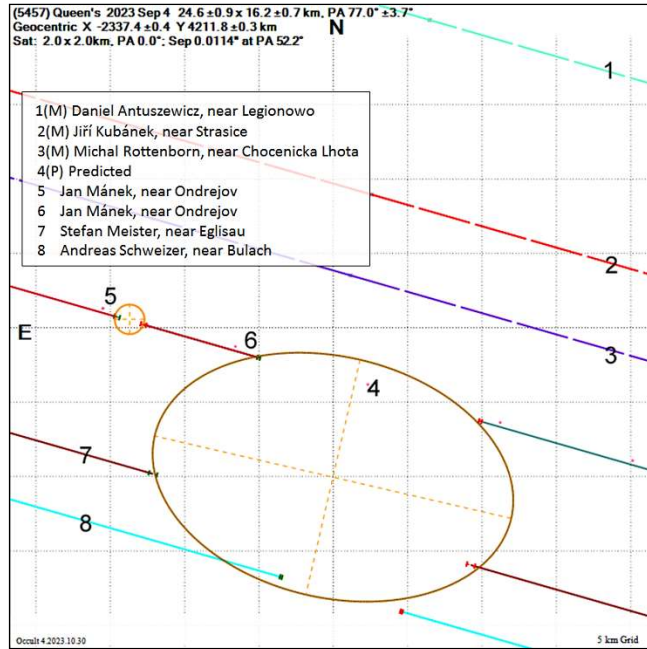 (5457) Queen's 2023 Sep 4 24.6 ±0.9 x 16.2 ±0.7 km, PA 77.0° ±3.7°
Geocentric X -2337.4 ±0.4 Y 4211.8 ±0.3 km
Sat: 2.0 x 2.0km, PA 0.0°; Sep 0.0114" at PA 52.2°
N
1
1(M) Daniel Antuszewicz, near Legionowo
2(M) Jiří Kubánek, near Strasice
3(M) Michal Rottenborn, near Chocenicka Lhota
4(P) Predicted
5 Jan Mánek, near Ondrejov
6 Jan Mánek, near Ondrejov
7 Stefan Meister, near Eglisau
8 Andreas Schweizer, near Bulach
2
5
E
6
3
4
7
8
Occult 4.2023.10.30
5 km Grid